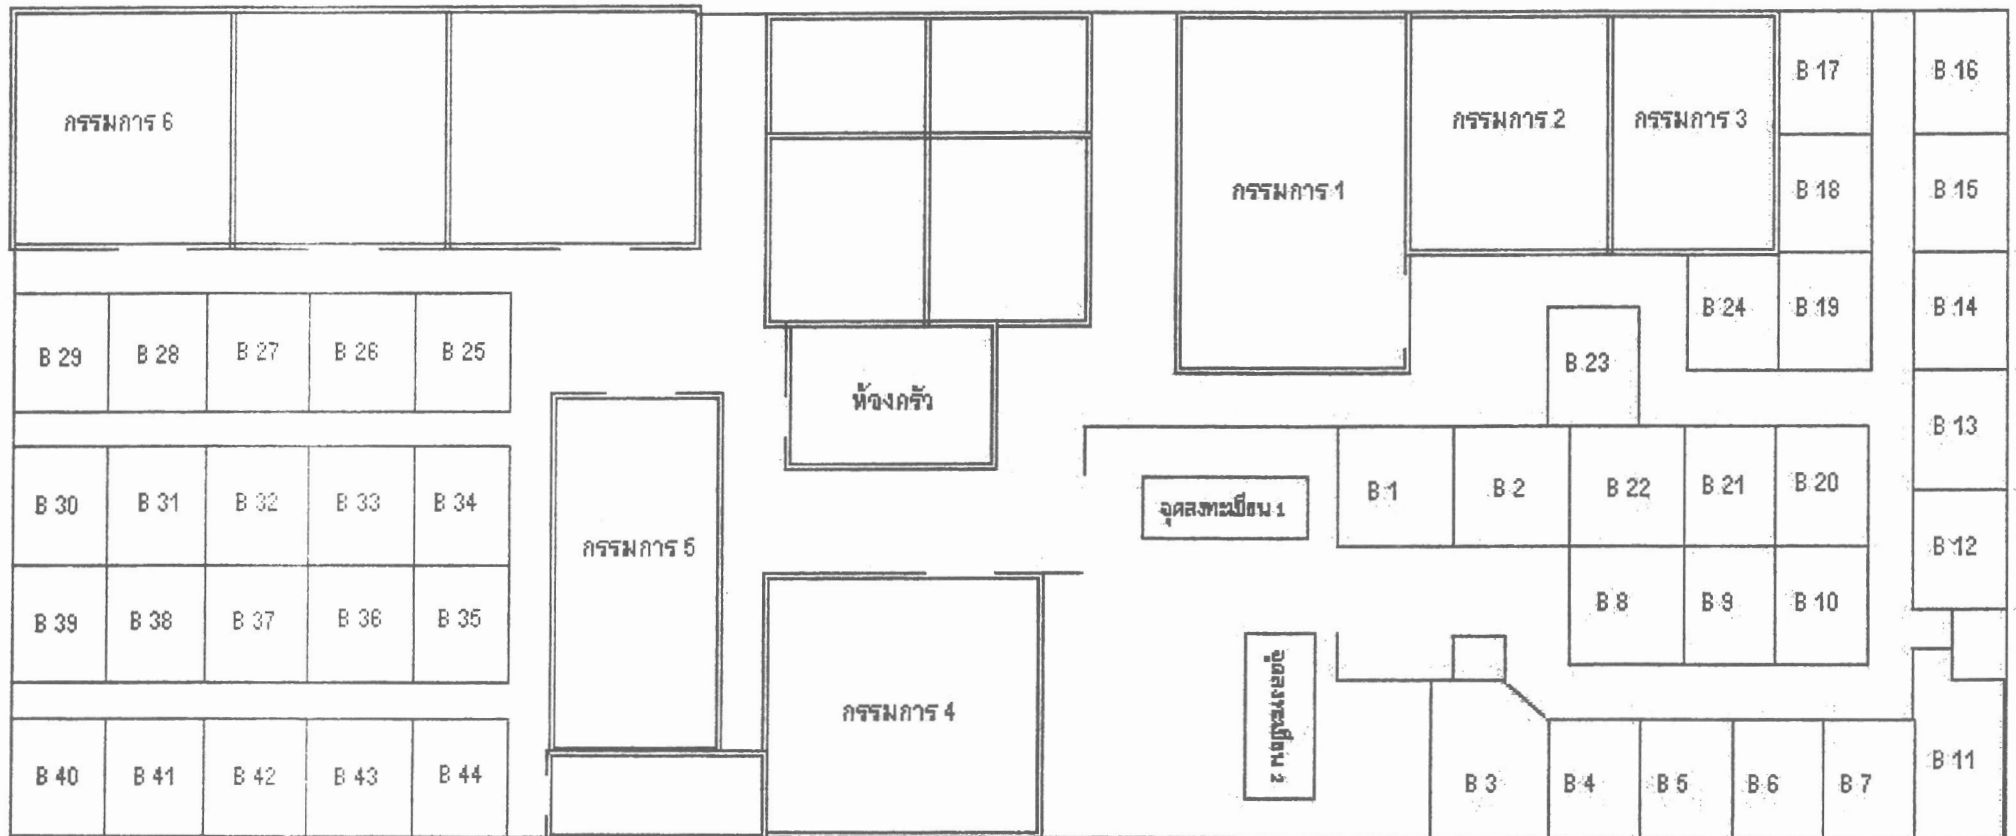 กรรมการ 6
กรรมการ 1
กรรมการ 2
กรรมการ 3
B 17
B 16
B 18
B 15
B 29
B 28
B 27
B 26
B 25
ห้องครัว
B 23
B 24
B 19
B 14
B 13
B 30
B 31
B 32
B 33
B 34
กรรมการ 5
จุดลงทะเบียน 1
B 1
B 2
B 22
B 21
B 20
B 12
B 39
B 38
B 37
B 36
B 35
B 8
B 9
B 10
กรรมการ 4
จุดลงทะเบียน 2
B 40
B 41
B 42
B 43
B 44
B 3
B 4
B 5
B 6
B 7
B 11